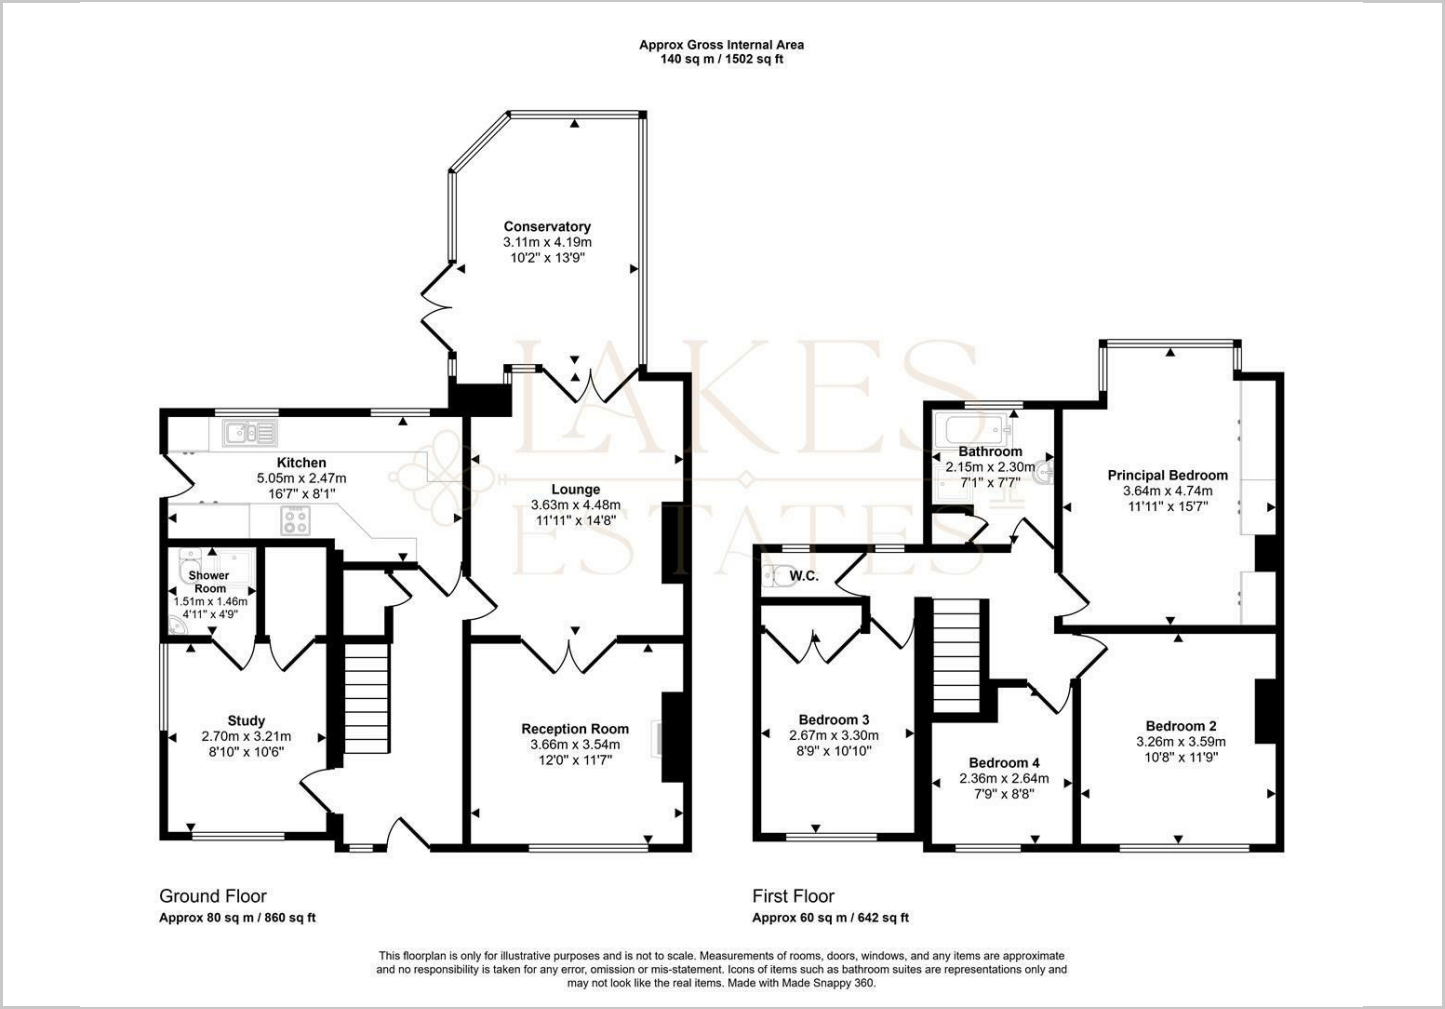 Approx Gross Internal Area
140 sq m / 1502 sq ft
Conservatory
3.11m x 4.19m
10'2" x 13'9"
LAKES
ESTATES
Kitchen
5.05m x 2.47m
16'7" x 8'1"
Lounge
3.63m x 4.48m
11'11" x 14'8"
Shower
Room
1.51m x 1.46m
4'11" x 4'9"
Study
2.70m x 3.21m
8'10" x 10'6"
Reception Room
3.66m x 3.54m
12'0" x 11'7"
Bathroom
2.15m x 2.30m
7'1" x 7'7"
Principal Bedroom
3.64m x 4.74m
11'11" x 15'7"
W.C.
Bedroom 3
2.67m x 3.30m
8'9" x 10'10"
Bedroom 4
2.36m x 2.64m
7'9" x 8'8"
Bedroom 2
3.26m x 3.59m
10'8" x 11'9"
Ground Floor
Approx 80 sq m / 860 sq ft
First Floor
Approx 60 sq m / 642 sq ft
This floorplan is only for illustrative purposes and is not to scale. Measurements of rooms, doors, windows, and any items are approximate
and no responsibility is taken for any error, omission or mis-statement. Icons of items such as bathroom suites are representations only and
may not look like the real items. Made with Made Snappy 360.